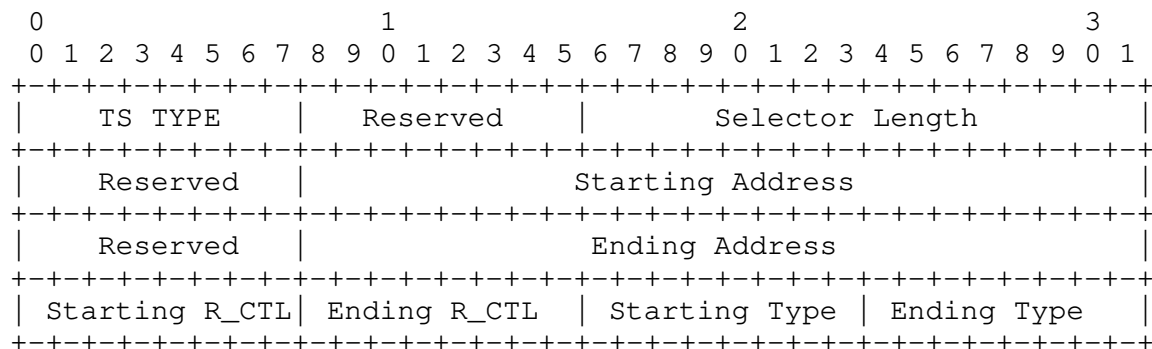 0                   1                   2                   3
 0 1 2 3 4 5 6 7 8 9 0 1 2 3 4 5 6 7 8 9 0 1 2 3 4 5 6 7 8 9 0 1
+-+-+-+-+-+-+-+-+-+-+-+-+-+-+-+-+-+-+-+-+-+-+-+-+-+-+-+-+-+-+-+-+
|    TS TYPE    |   Reserved    |       Selector Length         |
+-+-+-+-+-+-+-+-+-+-+-+-+-+-+-+-+-+-+-+-+-+-+-+-+-+-+-+-+-+-+-+-+
|    Reserved   |               Starting Address                |
+-+-+-+-+-+-+-+-+-+-+-+-+-+-+-+-+-+-+-+-+-+-+-+-+-+-+-+-+-+-+-+-+
|    Reserved   |                Ending Address                 |
+-+-+-+-+-+-+-+-+-+-+-+-+-+-+-+-+-+-+-+-+-+-+-+-+-+-+-+-+-+-+-+-+
| Starting R_CTL| Ending R_CTL  | Starting Type | Ending Type   |
+-+-+-+-+-+-+-+-+-+-+-+-+-+-+-+-+-+-+-+-+-+-+-+-+-+-+-+-+-+-+-+-+